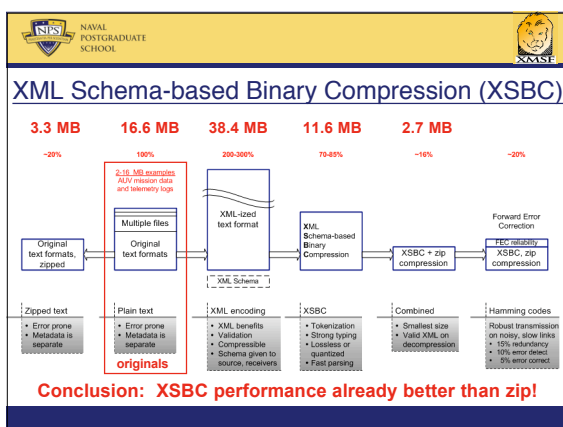 NPS
NAVAL
POSTGRADUATE
SCHOOL
XMSF
XML Schema-based Binary Compression (XSBC)
3.3 MB
16.6 MB
38.4 MB
11.6 MB
2.7 MB
~20%
100%
200-300%
70-85%
~16%
~20%
2-16 MB examples
AUV mission data
and telemetry logs
Original
text formats,
zipped
Multiple files
Original
text formats
XML-ized
text format
XML Schema
XML
Schema-based
Binary
Compression
XSBC + zip
compression
Forward Error
Correction
FEC reliability
XSBC, zip
compression
Zipped text
• Error prone
• Metadata is
separate
Plain text
• Error prone
• Metadata is
separate
originals
XML encoding
• XML benefits
• Validation
• Compressible
• Schema given to
source, receivers
XSBC
• Tokenization
• Strong typing
• Lossless or
quantized
• Fast parsing
Combined
• Smallest size
• Valid XML on
decompression
Hamming codes
Robust transmission
on noisy, slow links
• 15% redundancy
• 10% error detect
• 5% error correct
Conclusion: XSBC performance already better than zip!